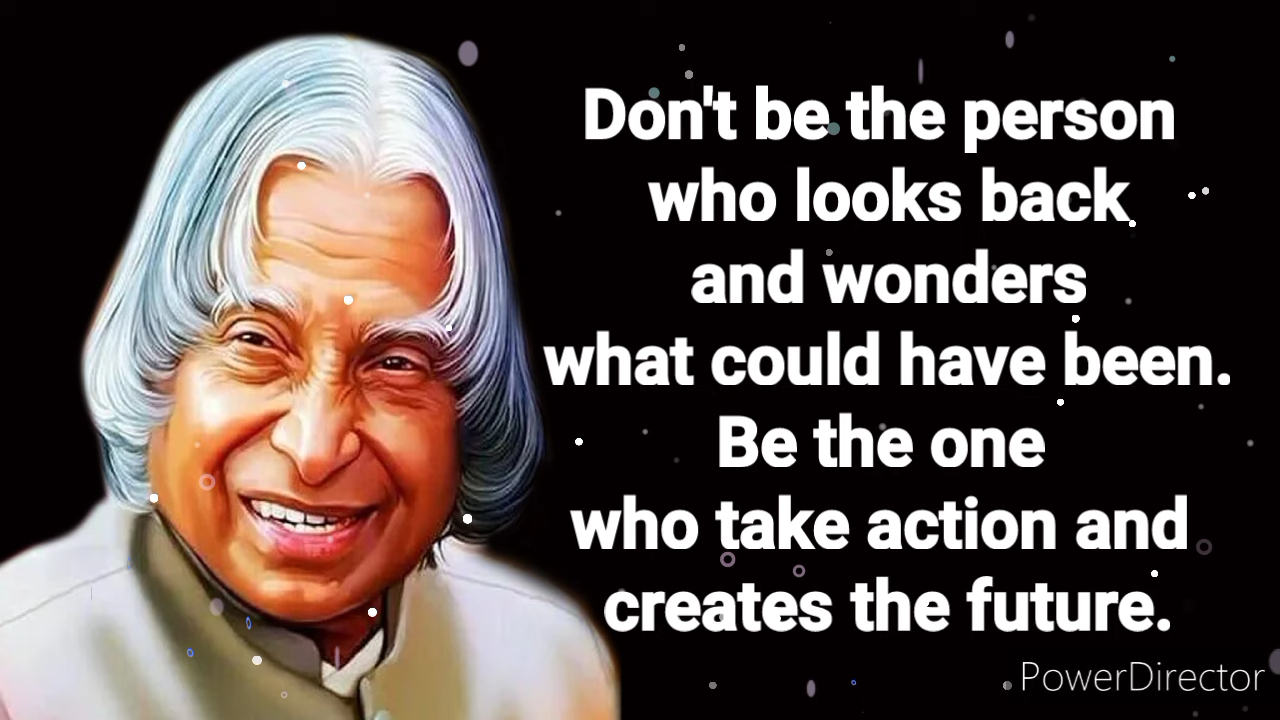 Don't be the person
who looks back
and wonders
what could have been.
Be the one
who take action and
creates the future.
PowerDirector